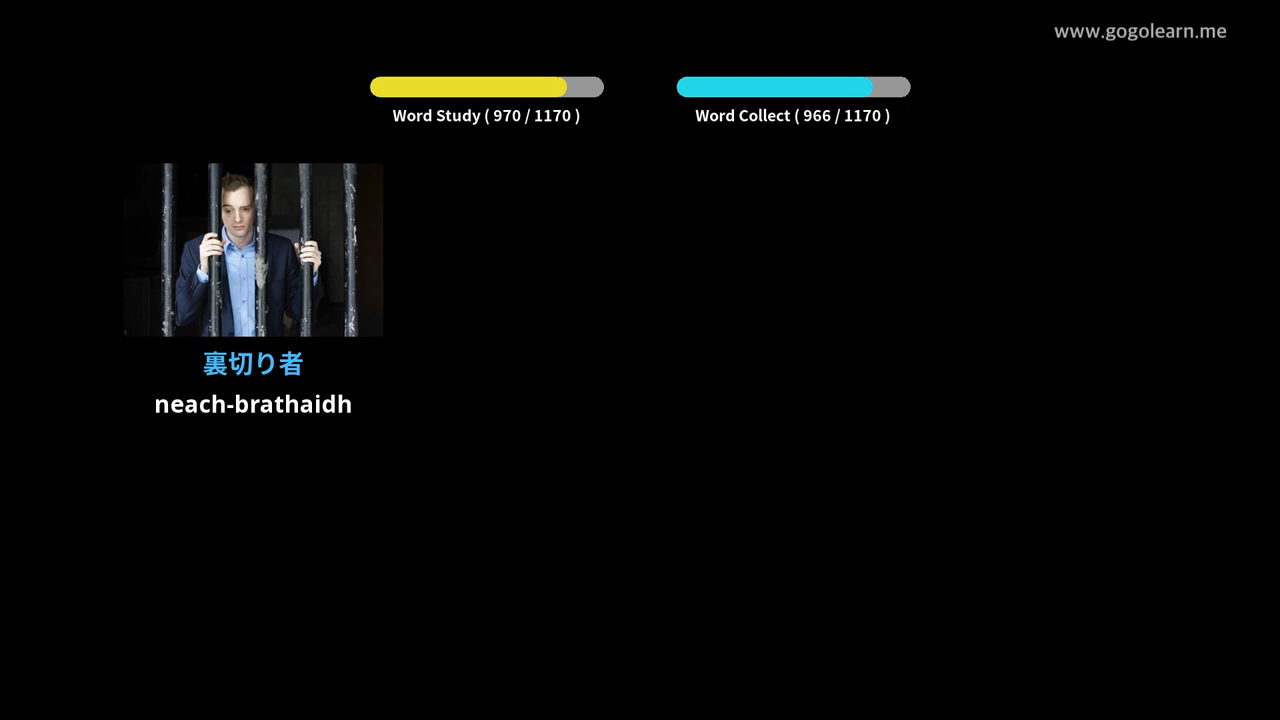 www.gogolearn.me
Word Study ( 970 / 1170 )
Word Collect ( 966 / 1170 )
裏切り者
neach-brathaidh